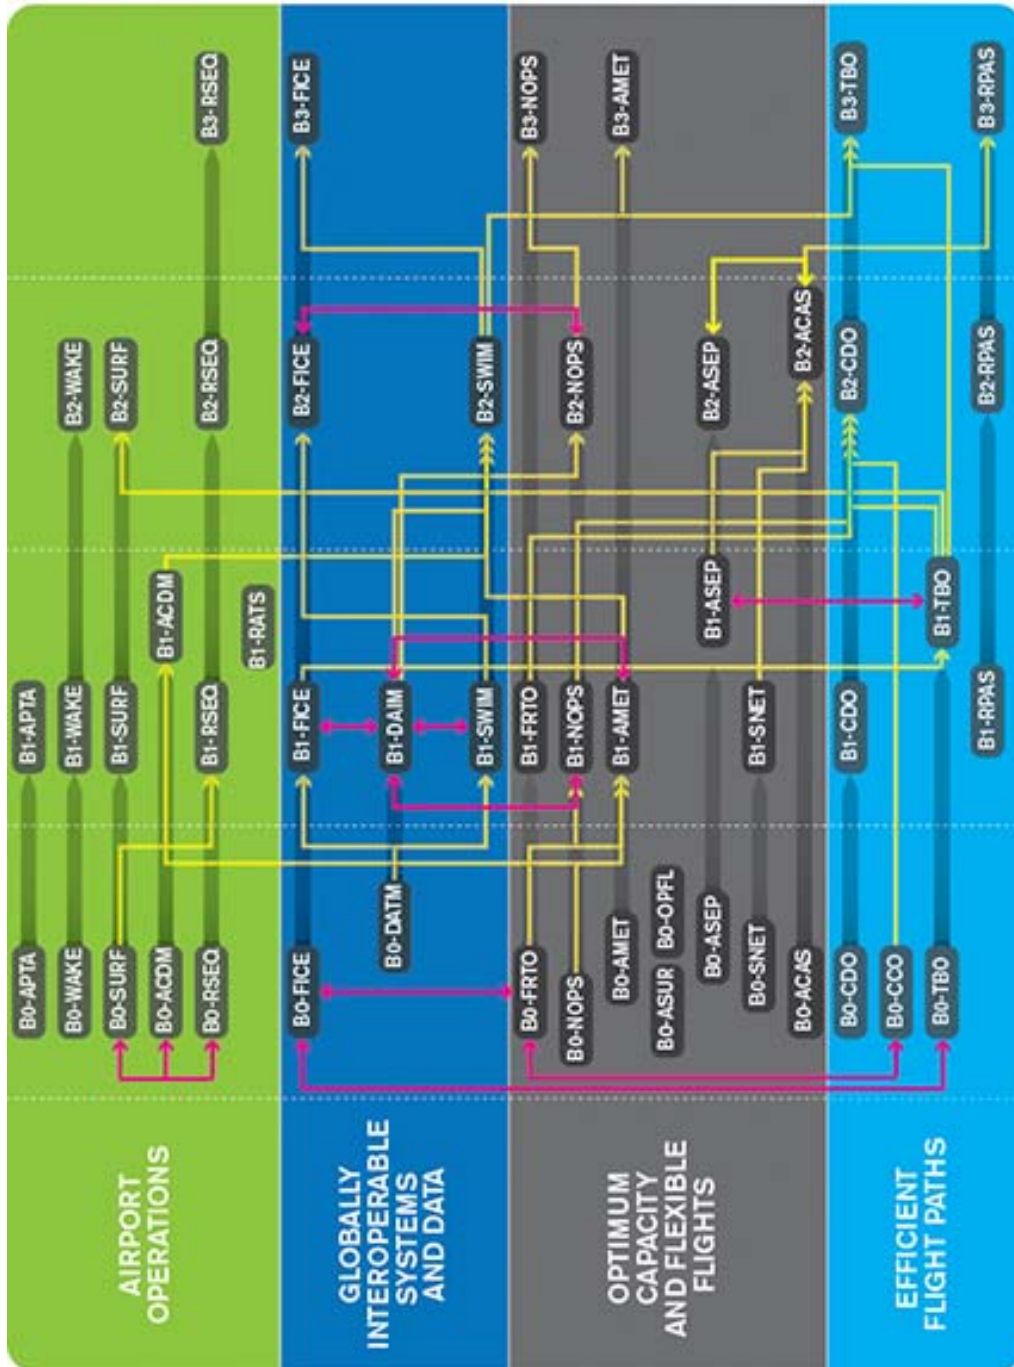 AIRPORT
OPERATIONS
B0-APTA
B1-APTA
B0-WAKE
B1-WAKE
B2-WAKE
B0-SURF
B1-SURF
B2-SURF
B0-ACDM
B1-ACDM
B0-RSEQ
B1-RSEQ
B2-RSEQ
B3-RSEQ
B1-RATS
GLOBALLY
INTEROPERABLE
SYSTEMS
AND DATA
B0-FICE
B1-FICE
B2-FICE
B3-FICE
B0-DATM
B1-DAIM
B1-SWIM
B2-SWIM
OPTIMUM
CAPACITY
AND FLEXIBLE
FLIGHTS
B0-FRTO
B1-FRTO
B3-NOPS
B0-NOPS
B1-NOPS
B2-NOPS
B0-AMET
B1-AMET
B3-AMET
B0-ASUR
B0-OPFL
B0-ASEP
B1-ASEP
B2-ASEP
B0-SNET
B1-SNET
B0-ACAS
B2-ACAS
EFFICIENT
FLIGHT PATHS
B0-CDO
B1-CDO
B2-CDO
B3-TBO
B0-CCO
B0-TBO
B1-TBO
B1-RPAS
B2-RPAS
B3-RPAS